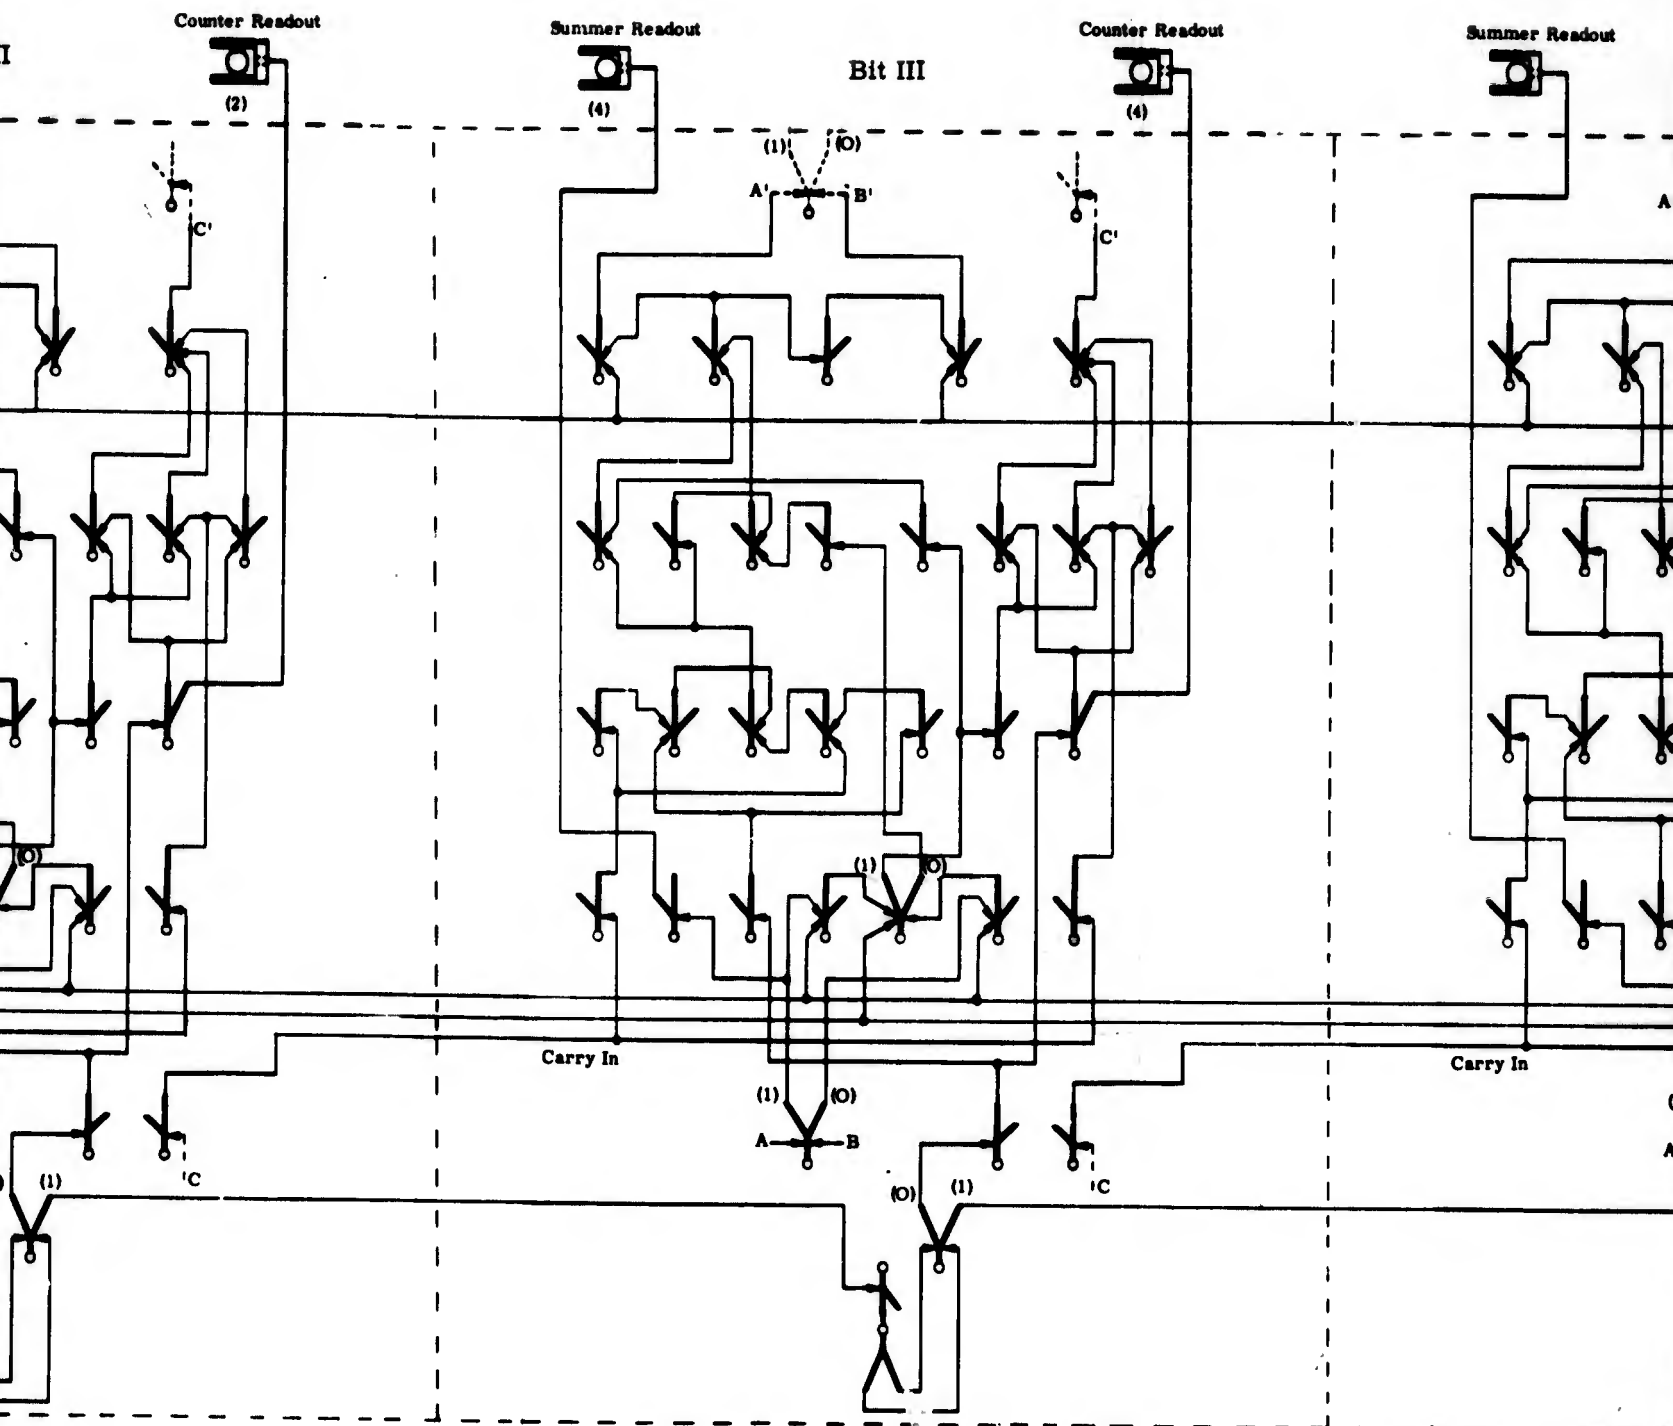 Counter Readout
Summer Readout
Counter Readout
Summer Readout
I
Bit III
(2)
(4)
(4)
(1)
(O)
A'
B'
A
C'
C'
(O)
(1)
(O)
Carry In
Carry In
(1)
(O)
(
A
B
A
(1)
'C
(O)
(1)
'C